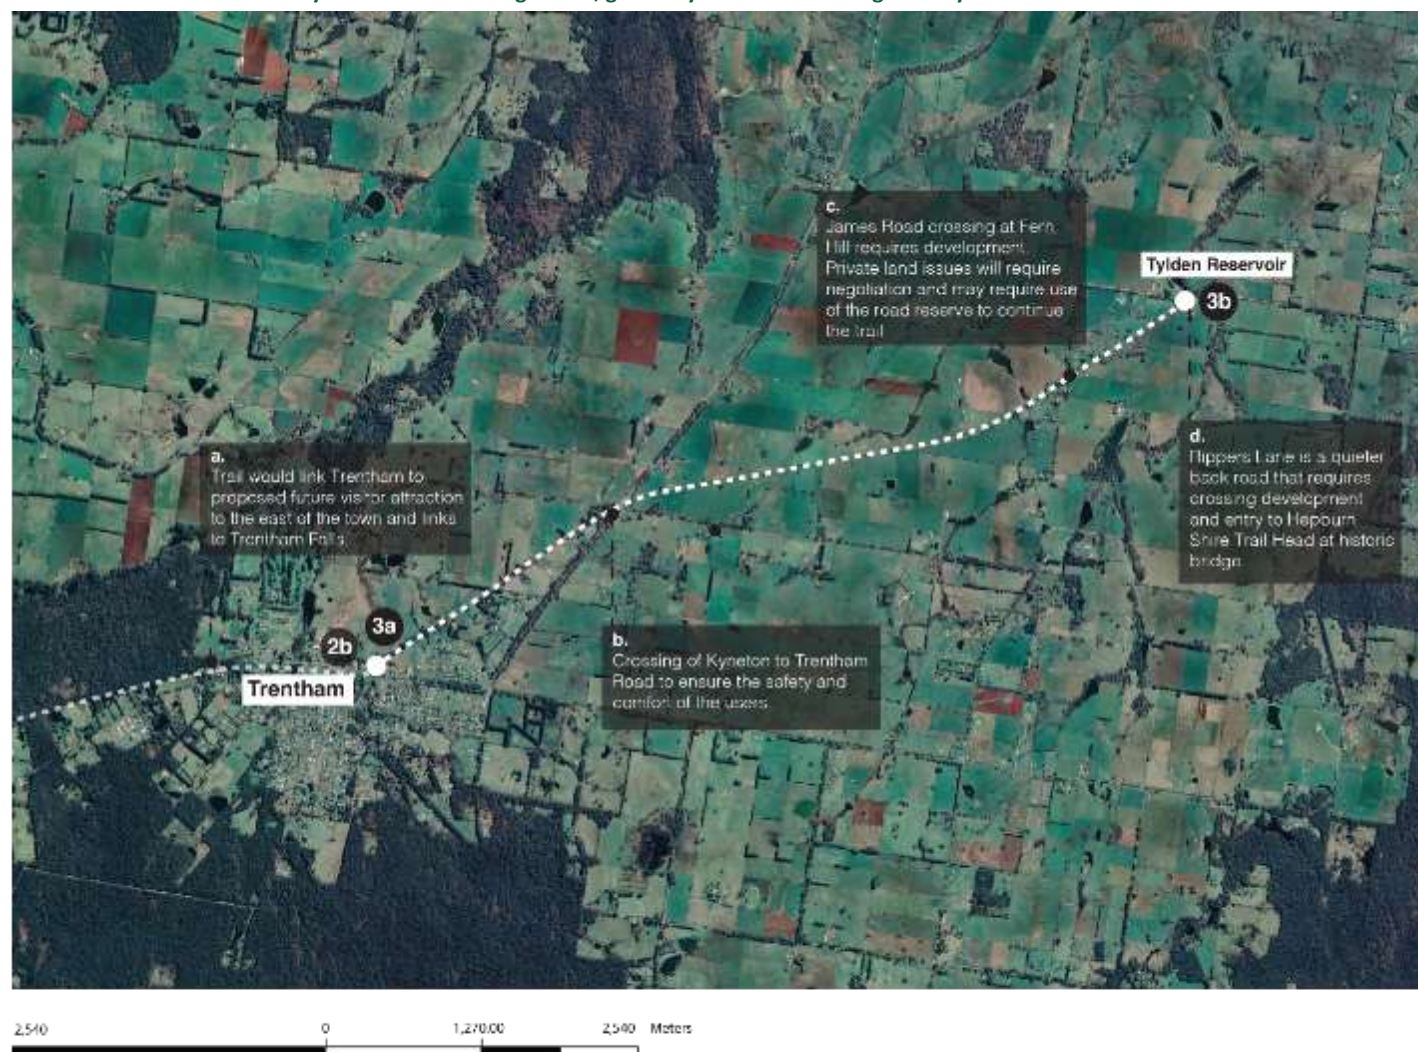 c.
James Road crossing at Fern
Hill requires development.
Private land issues will require
negotiation and may require use
of the road reserve to continue
the trail
Tylden Reservoir
3b
a.
Trail would link Trentham to
proposed future visitor attraction
to the east of the town and links
to Trentham Falls.
d.
Rippers Lane is a quieter
back road that requires
crossing development
and entry to Hepburn
Shire Trail Head at historic
bridge.
3a
2b
Trentham
b.
Crossing of Kyneton to Trentham
Road to ensure the safety and
comfort of the users.
2,540 0 1,270.00 2,540 Meters